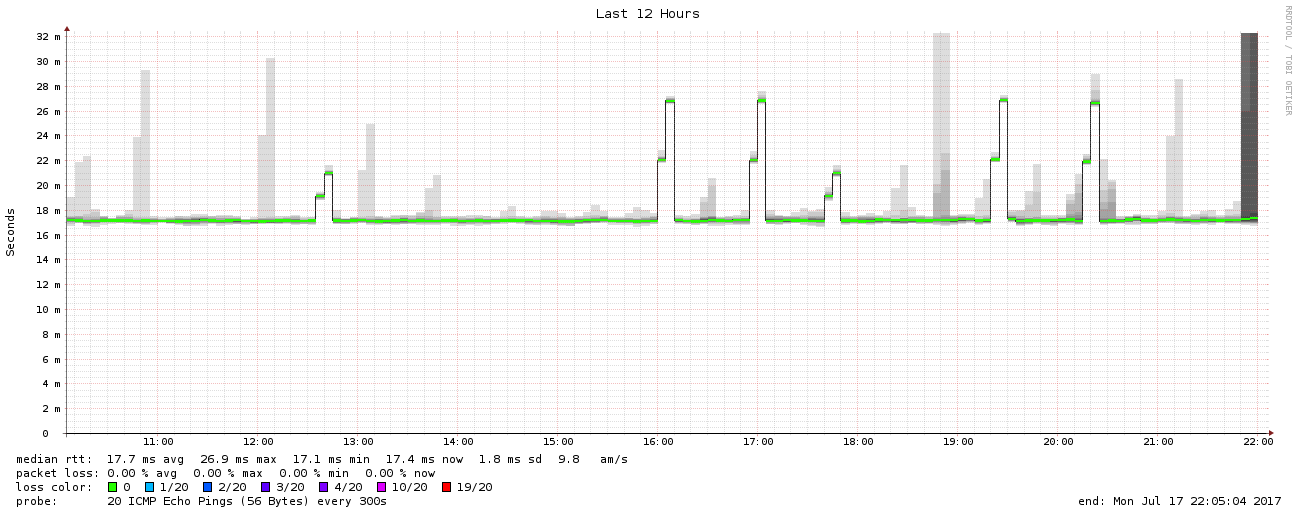 Last 12 Hours
RRDTOOL / TOBI OETIKER
Seconds
32 m
30 m
28 m
26 m
24 m
22 m
20 m
18 m
16 m
14 m
12 m
10 m
8 m
6 m
4 m
2 m
0
11:00 12:00 13:00 14:00 15:00 16:00 17:00 18:00 19:00 20:00 21:00 22:00
median rtt: 17.7 ms avg 26.9 ms max 17.1 ms min 17.4 ms now 1.8 ms sd 9.8 am/s
packet loss: 0.00 % avg 0.00 % max 0.00 % min 0.00 % now
loss color: 0 1/20 2/20 3/20 4/20 10/20 19/20
probe: 20 ICMP Echo Pings (56 Bytes) every 300s end: Mon Jul 17 22:05:04 2017